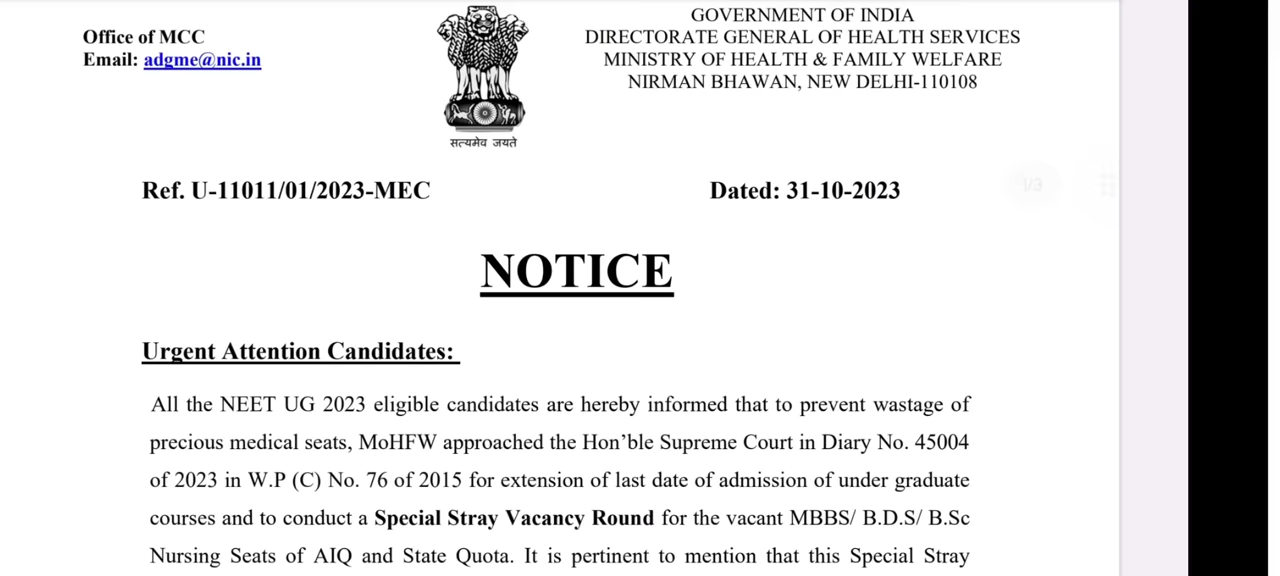 Office of MCC
Email: adgme@nic.in
सत्यमेव जयते
GOVERNMENT OF INDIA
DIRECTORATE GENERAL OF HEALTH SERVICES
MINISTRY OF HEALTH & FAMILY WELFARE
NIRMAN BHAWAN, NEW DELHI-110108
Ref. U-11011/01/2023-MEC Dated: 31-10-2023
1/3
NOTICE
Urgent Attention Candidates:
All the NEET UG 2023 eligible candidates are hereby informed that to prevent wastage of
precious medical seats, MoHFW approached the Hon’ble Supreme Court in Diary No. 45004
of 2023 in W.P (C) No. 76 of 2015 for extension of last date of admission of under graduate
courses and to conduct a Special Stray Vacancy Round for the vacant MBBS/ B.D.S/ B.Sc
Nursing Seats of AIQ and State Quota. It is pertinent to mention that this Special Stray